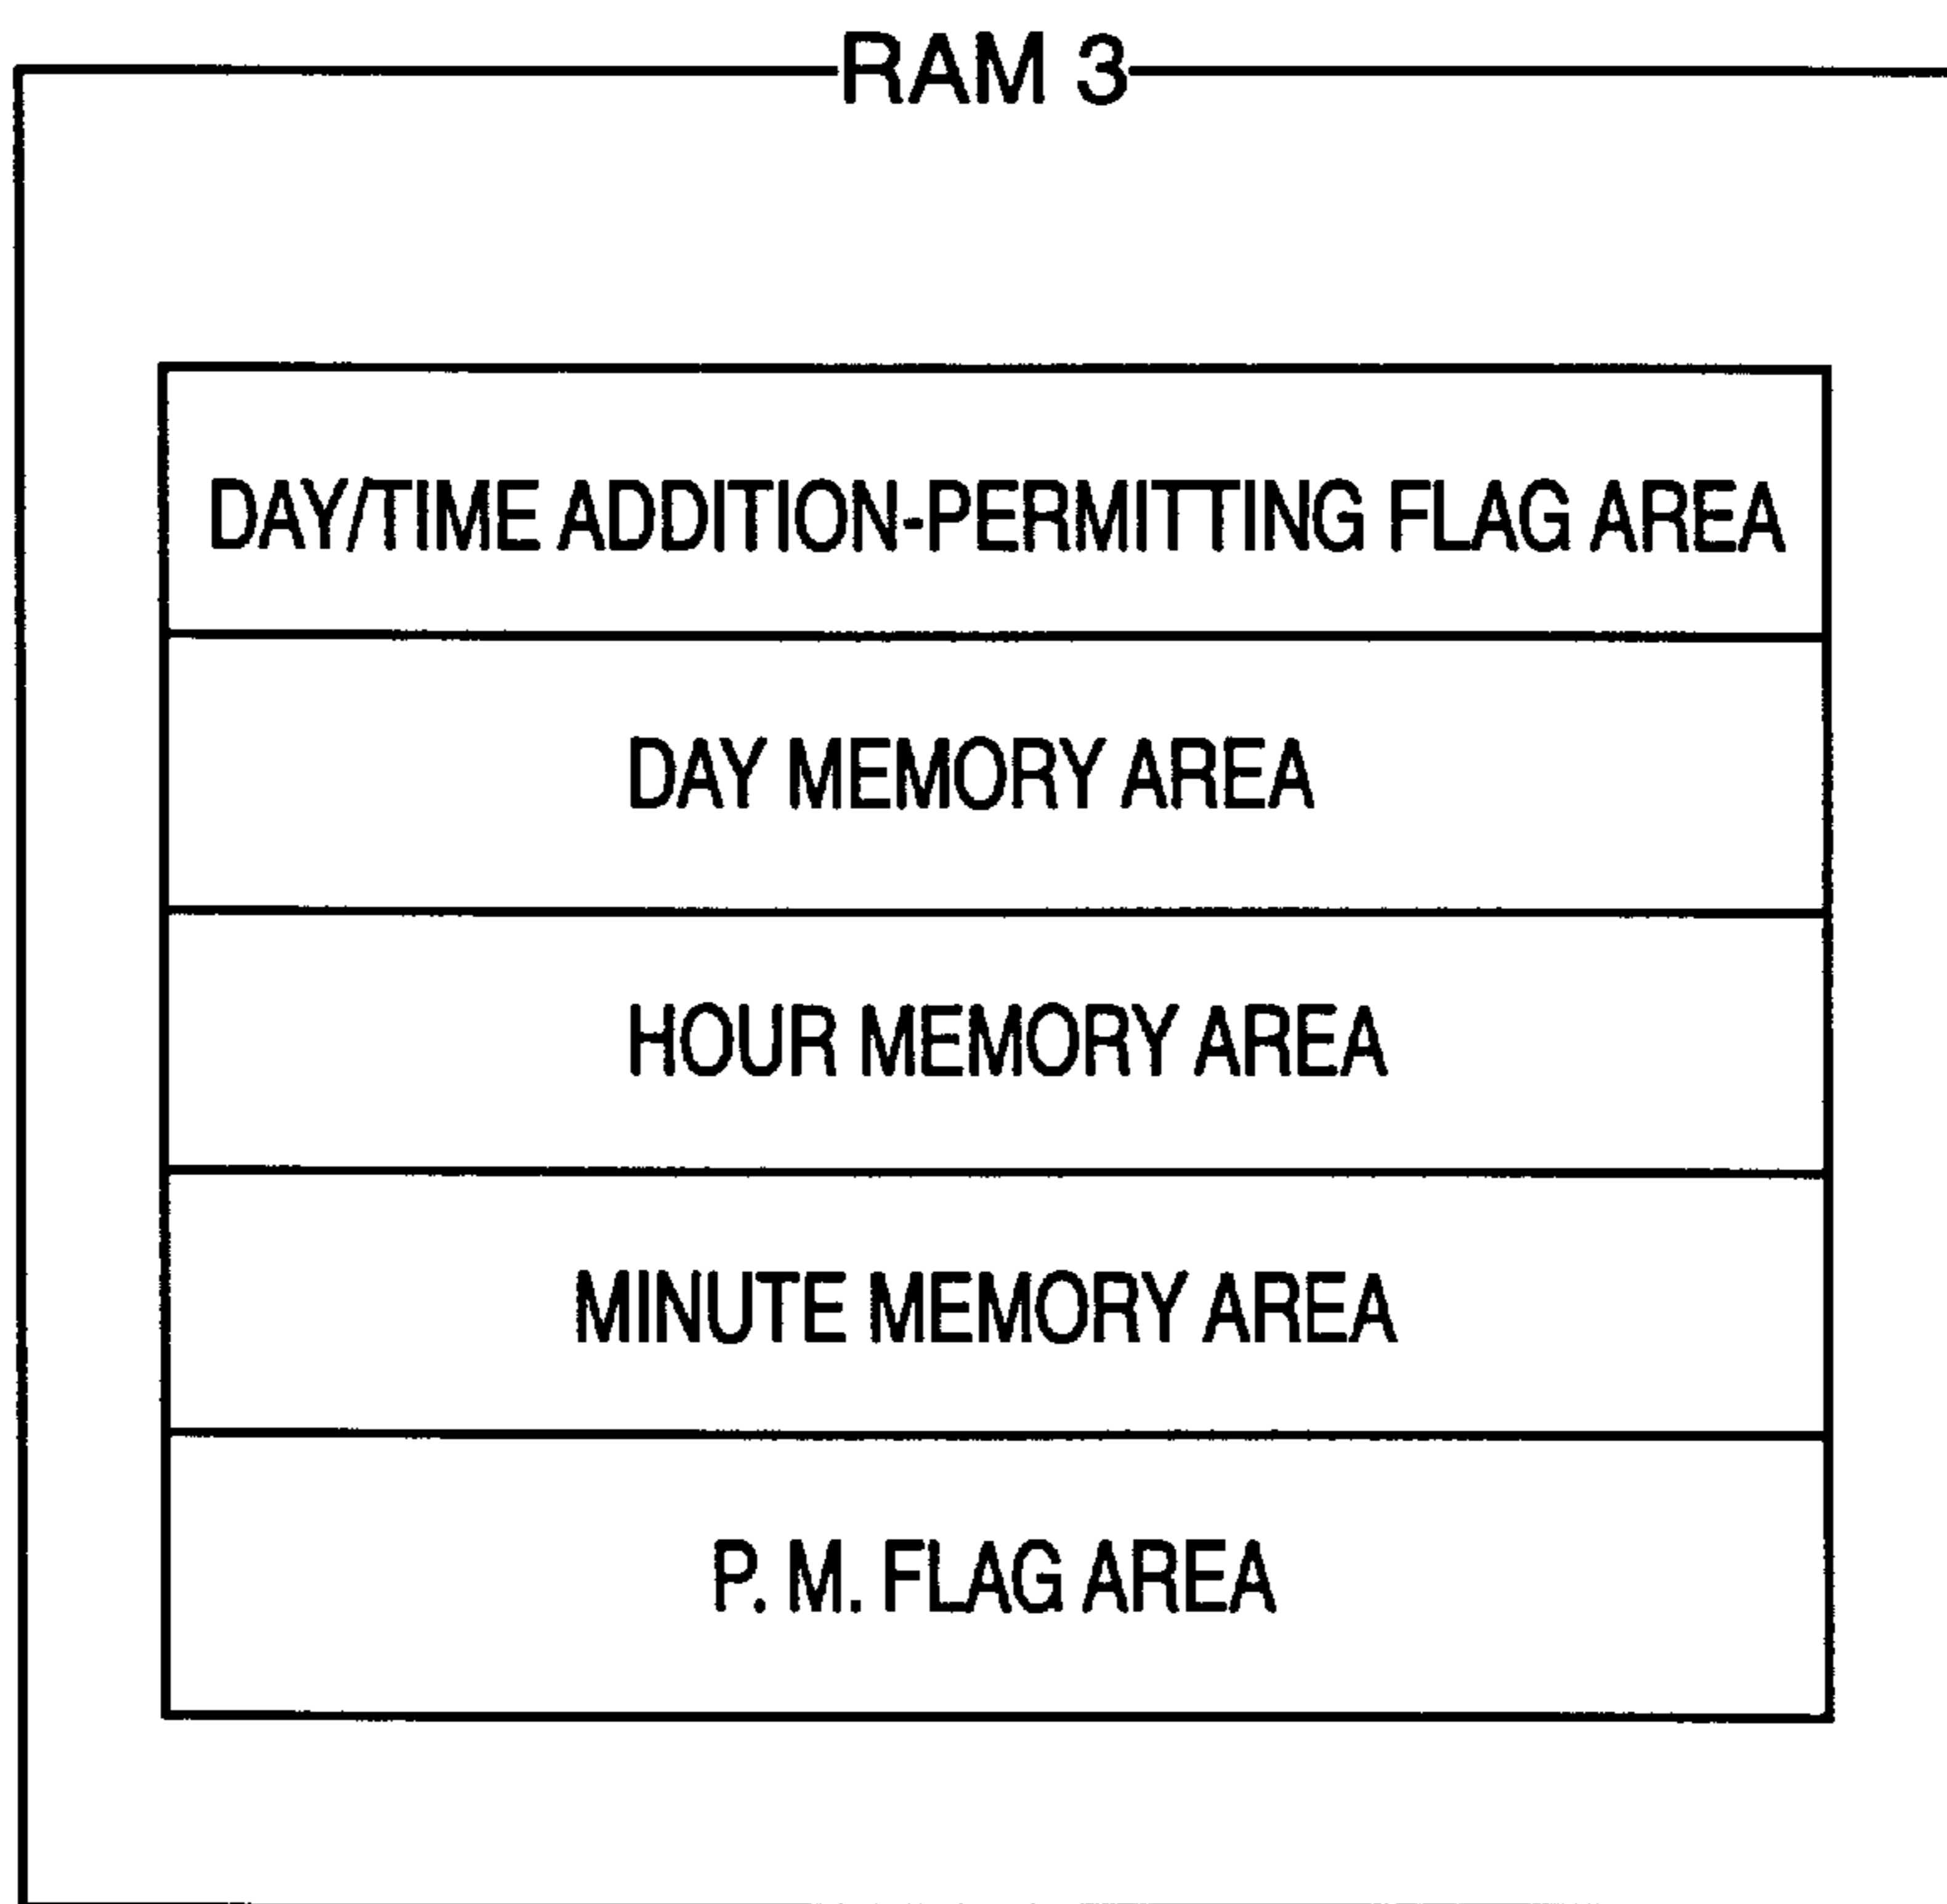 RAM 3
DAY/TIME ADDITION-PERMITTING FLAG AREA
DAY MEMORY AREA
HOUR MEMORY AREA
MINUTE MEMORY AREA
P. M. FLAG AREA